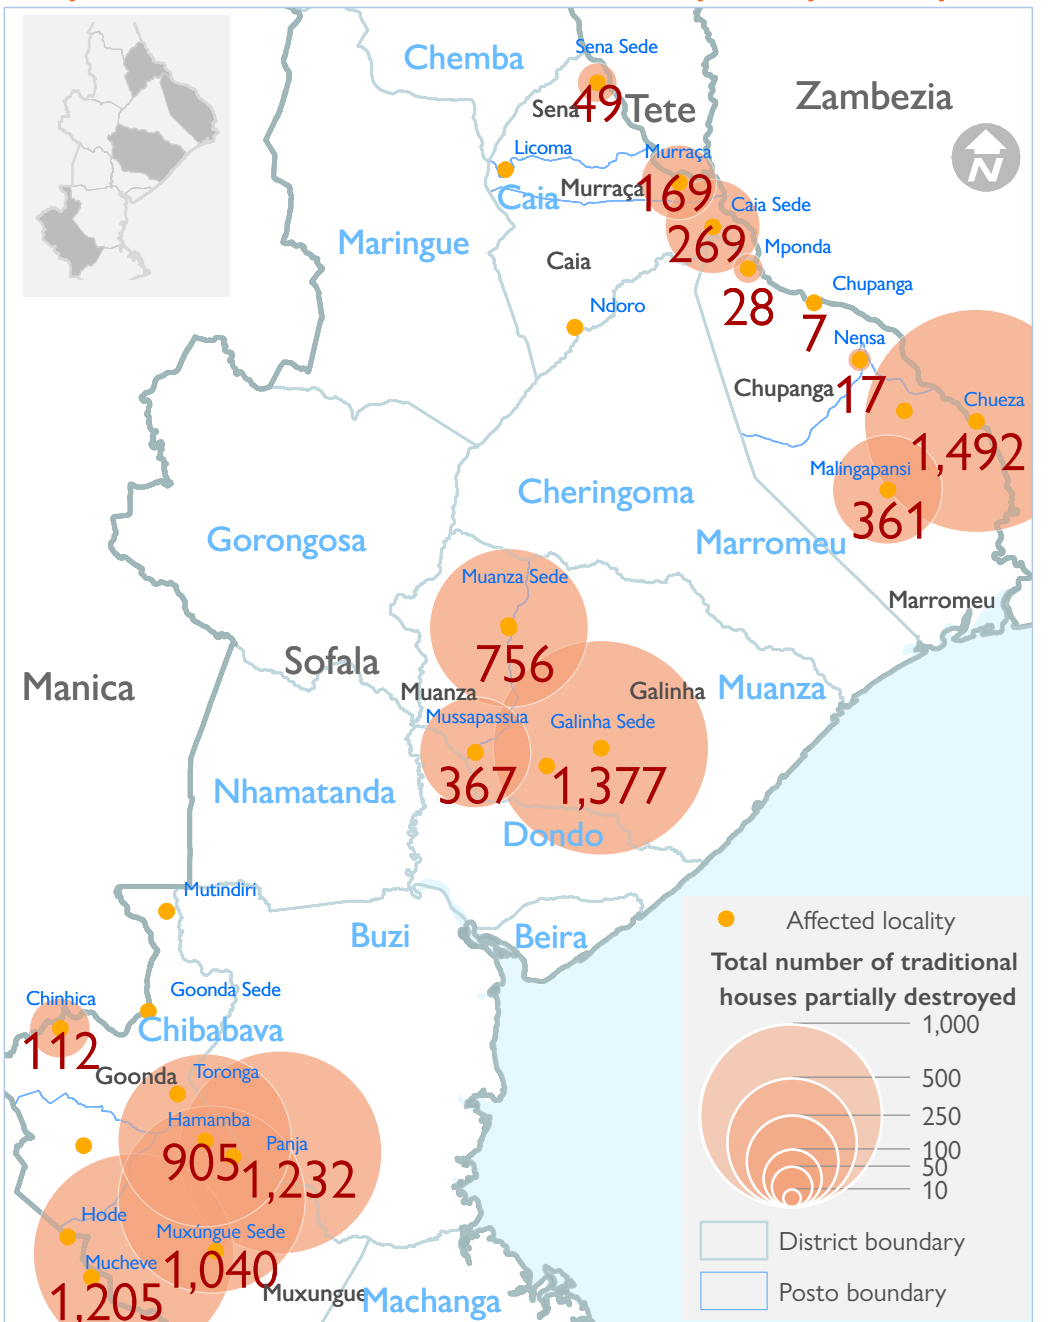 Sena Sede
Chemba
Zambezia
Sena
49
Tete
Licoma
Murraça
N
Murraça
169
Caia
Caia Sede
Maringue
269
Mponda
Caia
Chupanga
28
Ndoro
7
Nensa
Chupanga
17
Chueza
1,492
Malingapansi
Cheringoma
361
Gorongosa
Marromeu
Muanza Sede
Marromeu
Sofala
756
Manica
Muanza
Galinha
Muanza
Mussapassua
Galinha Sede
367
1,377
Nhamatanda
Dondo
Mutindiri
Affected locality
Buzi
Beira
Total number of traditional
houses partially destroyed
Goonda Sede
Chinhica
1,000
Chibabava
112
Toronga
Goonda
500
Hamamba
250
Panja
905
100
50
1,232
10
Hode
Muxúngue Sede
District boundary
Mucheve
1,040
1,205
Muxungue
Machanga
Posto boundary